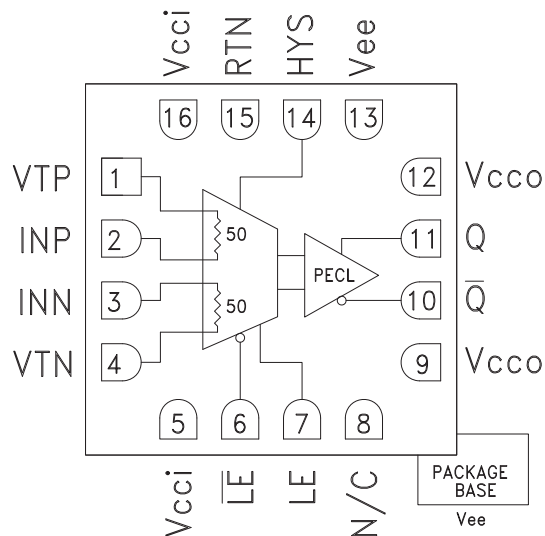 Vcci
RTN
HYS
Vee
16
15
14
13
VTP
1
12
Vcco
50
INP
2
11
Q
PECL
INN
3
10
Q̅
50
VTN
4
9
Vcco
5
6
7
8
Vcci
L̅E̅
LE
N/C
PACKAGE
BASE
Vee